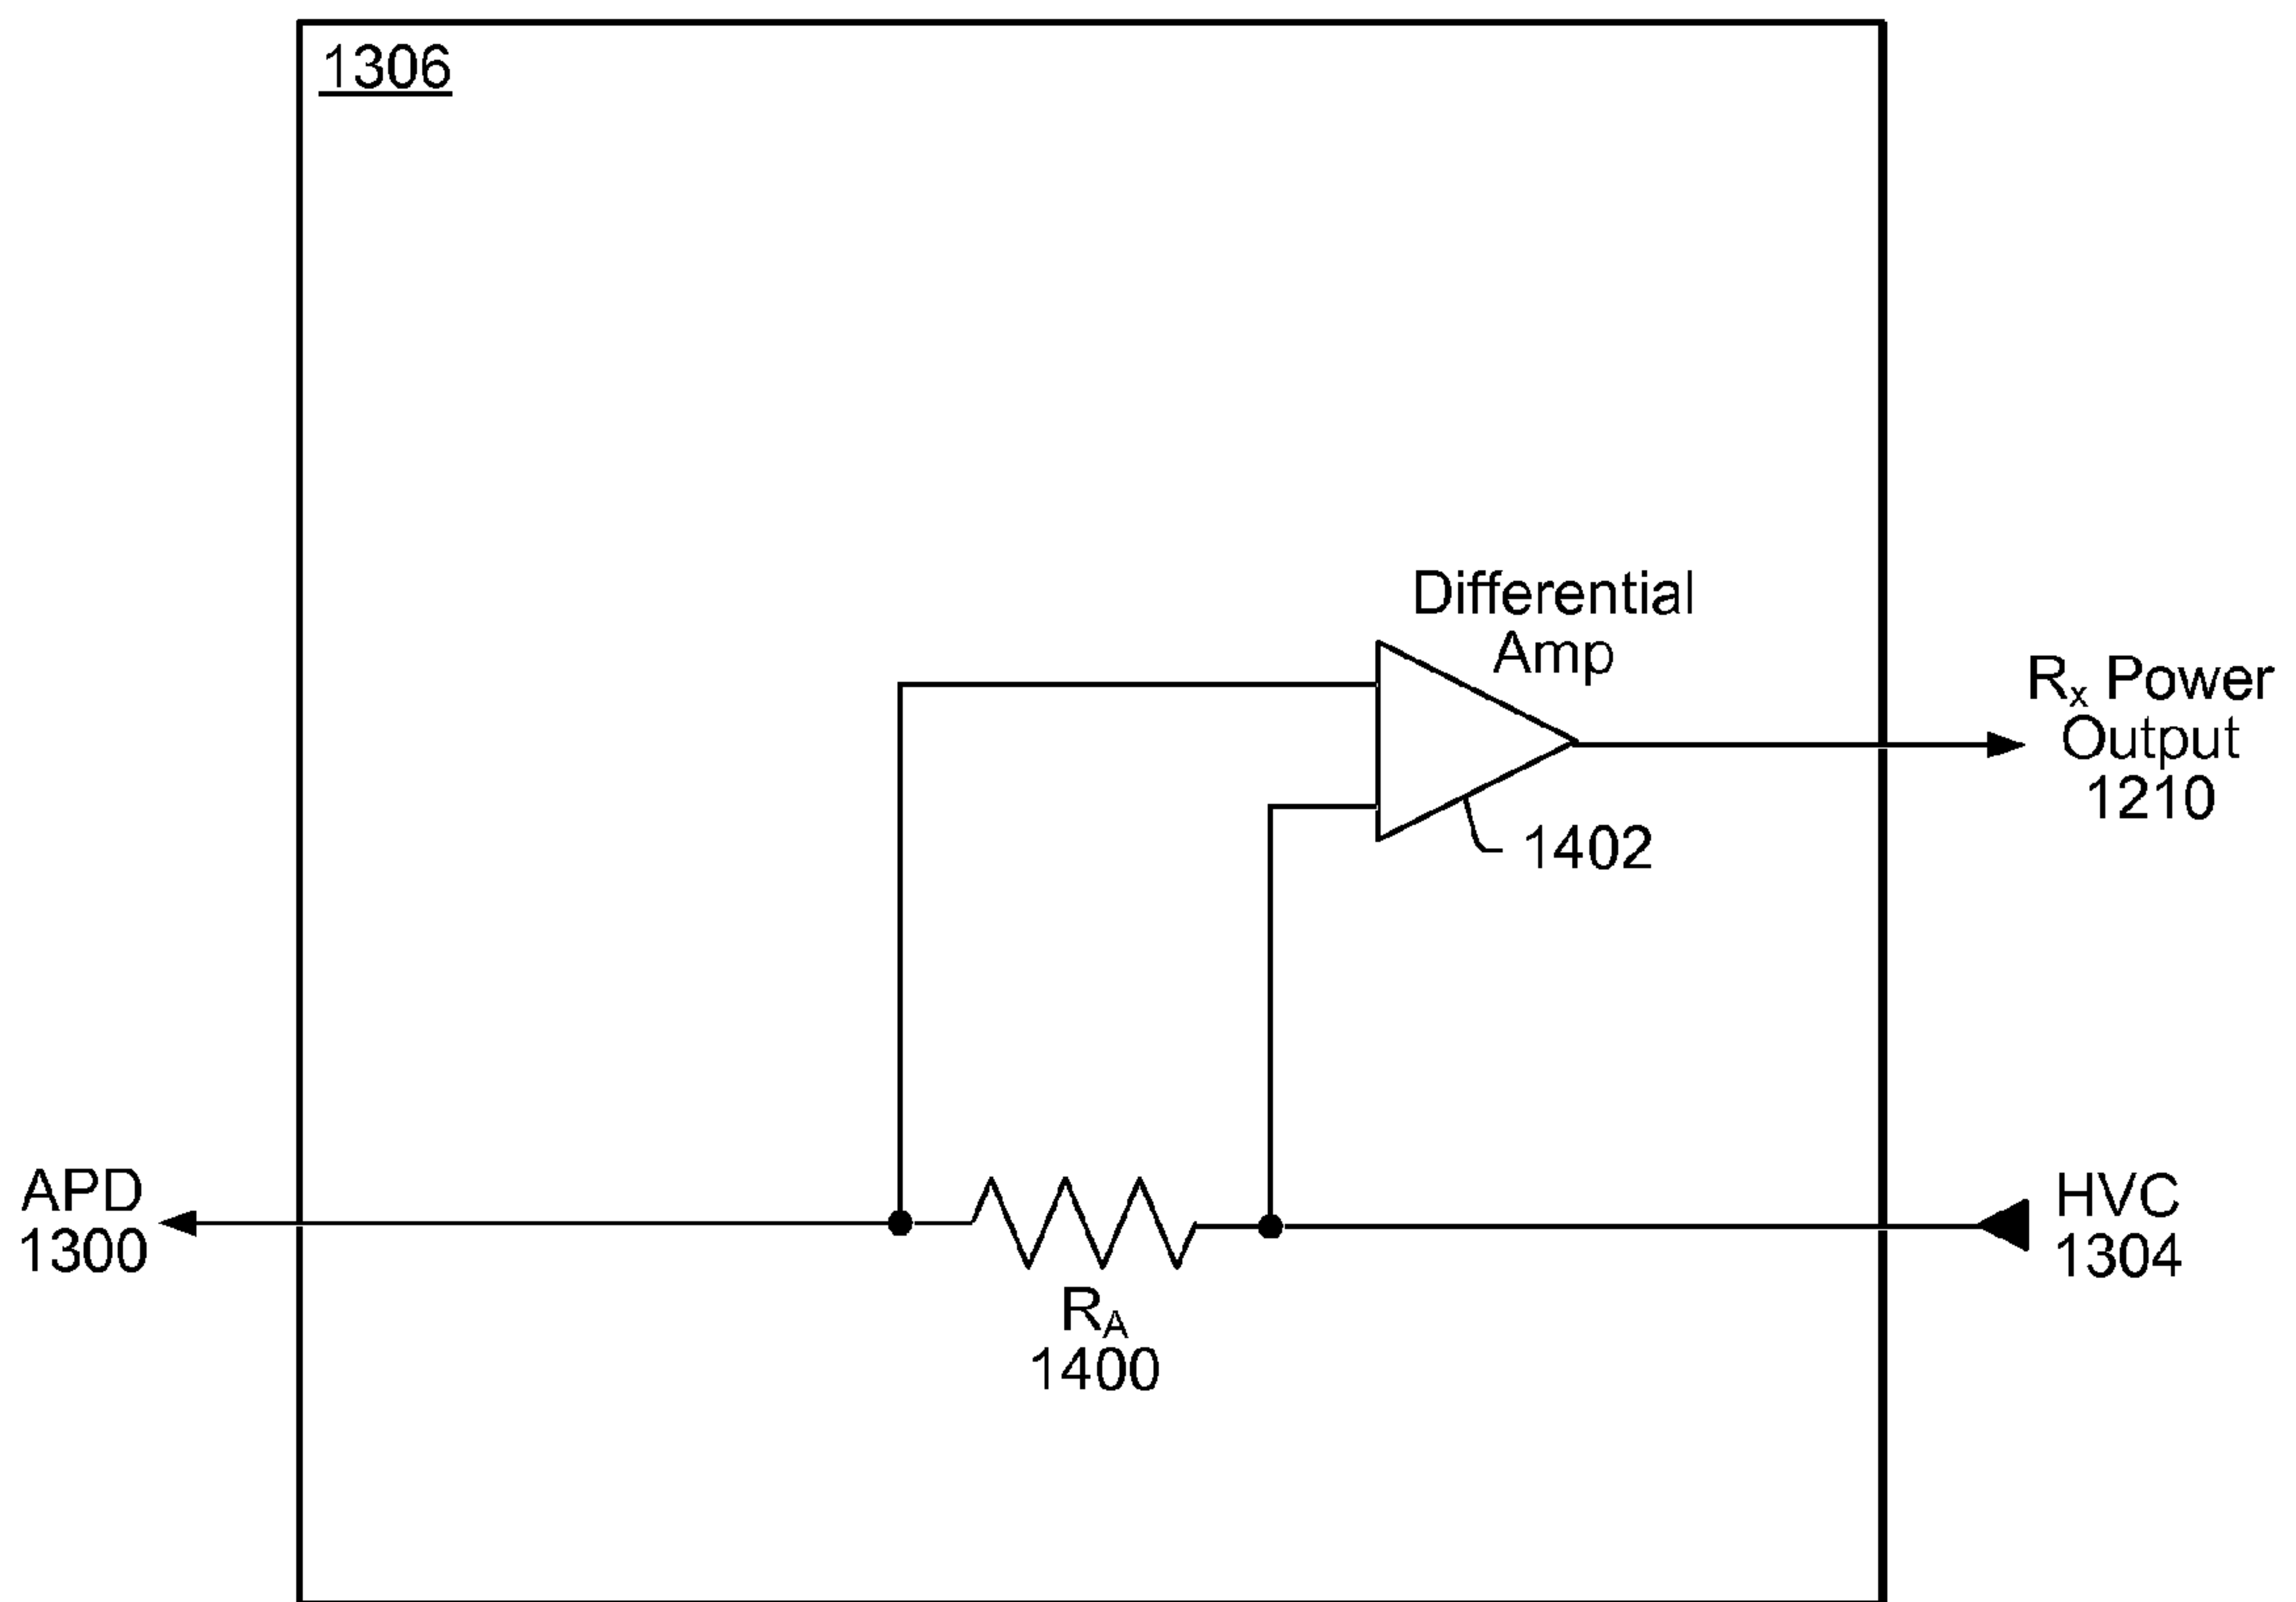 1306
Differential
Amp
Rx Power
Output
1210
1402
APD
1300
HVC
1304
RA
1400